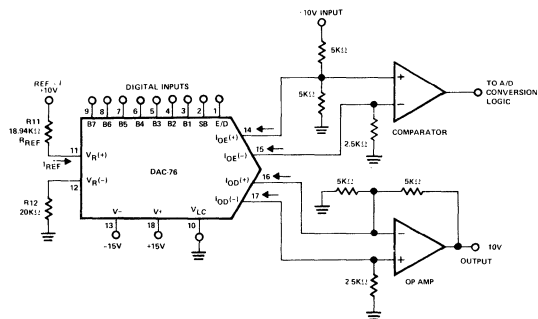 10V INPUT
5KΩ
5KΩ
+
−
COMPARATOR
TO A/D
CONVERSION
LOGIC
2.5KΩ
DIGITAL INPUTS
9 8 7 6 5 4 3 2 1
B7 B6 B5 B4 B3 B2 B1 SB E/D
REF
+10V
R11
18.94KΩ
RREF
IREF
11
VR(+)
12
VR(−)
R12
20KΩ
DAC-76
IOE(+)
14
IOE(−)
15
IOD(+)
16
IOD(−)
17
V− V+ VLC
13 18 10
-15V +15V
5KΩ 5KΩ
−
+
OP AMP
10V
OUTPUT
2 5KΩ